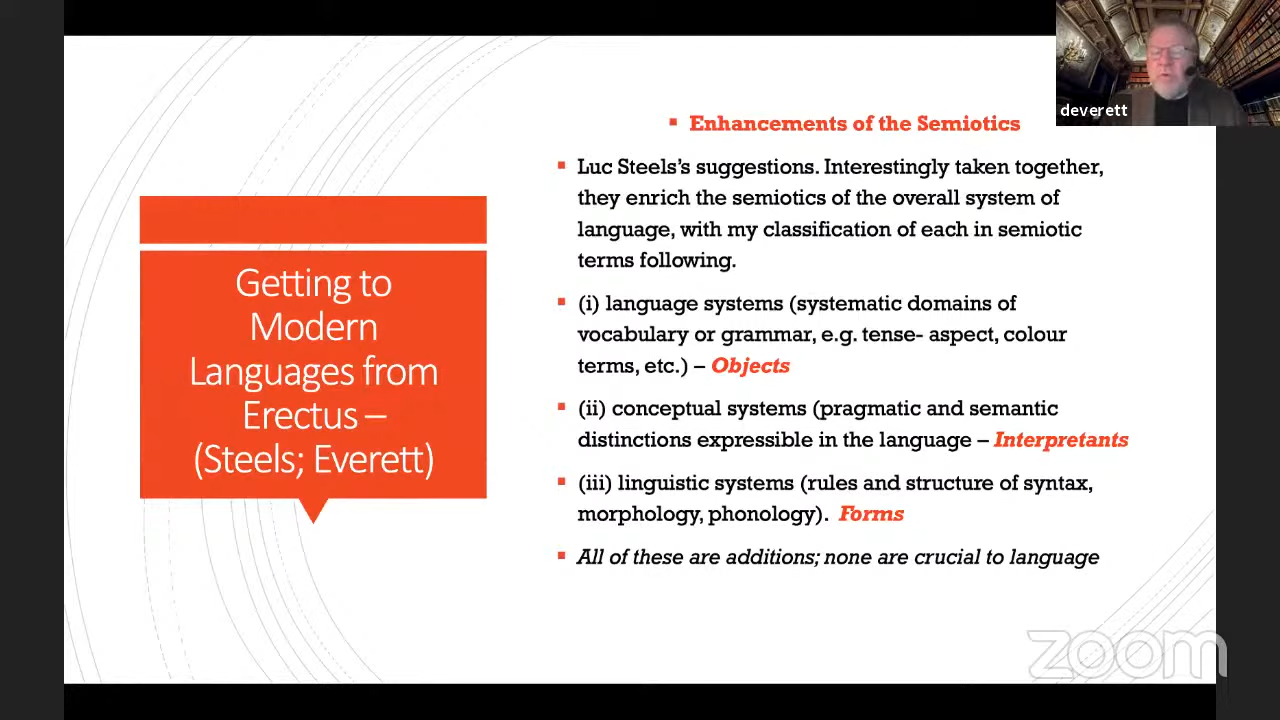 deverett
Getting to
Modern
Languages from
Erectus –
(Steels; Everett)
▪ Enhancements of the Semiotics
▪ Luc Steels's suggestions. Interestingly taken together,
they enrich the semiotics of the overall system of
language, with my classification of each in semiotic
terms following.
▪ (i) language systems (systematic domains of
vocabulary or grammar, e.g. tense- aspect, colour
terms, etc.) – Objects
▪ (ii) conceptual systems (pragmatic and semantic
distinctions expressible in the language – Interpretants
▪ (iii) linguistic systems (rules and structure of syntax,
morphology, phonology). Forms
▪ All of these are additions; none are crucial to language
zoom